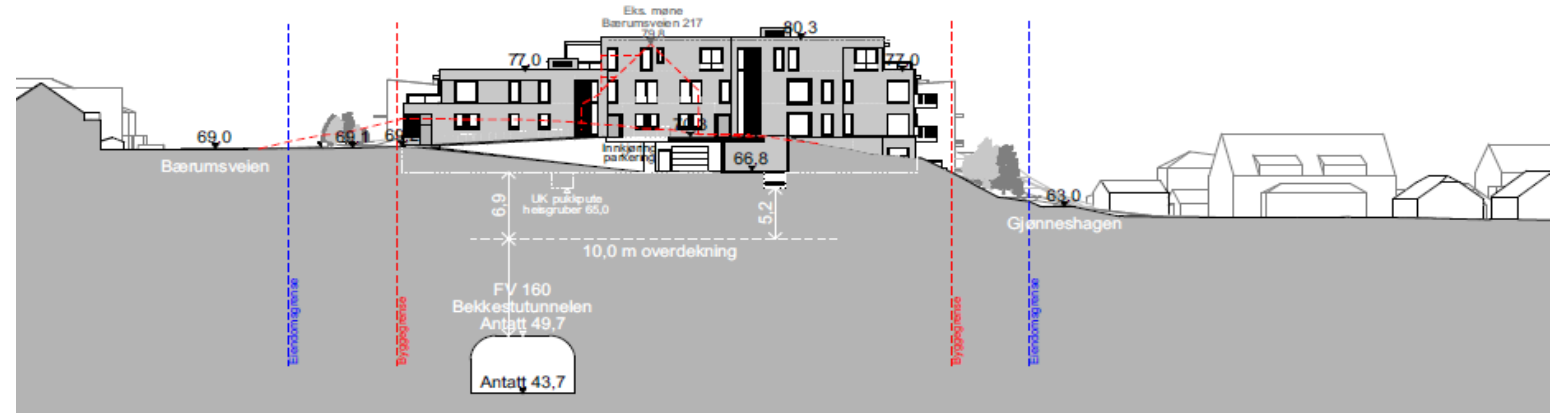 Eks. møne
Bærumsveien 217
79,8
80,3
77,0
77,0
69,0
69,1
Bærumsveien
Innkjøring
parkering
66,8
UK pukkpute
heisgruber 65,0
6,9
5,2
63,0
Gjønneshagen
10,0 m overdekning
FV 160
Bekkestutunnelen
Antatt 49,7
Antatt 43,7
Eiendomsgrense
Byggegrense
Byggegrense
Eiendomsgrense